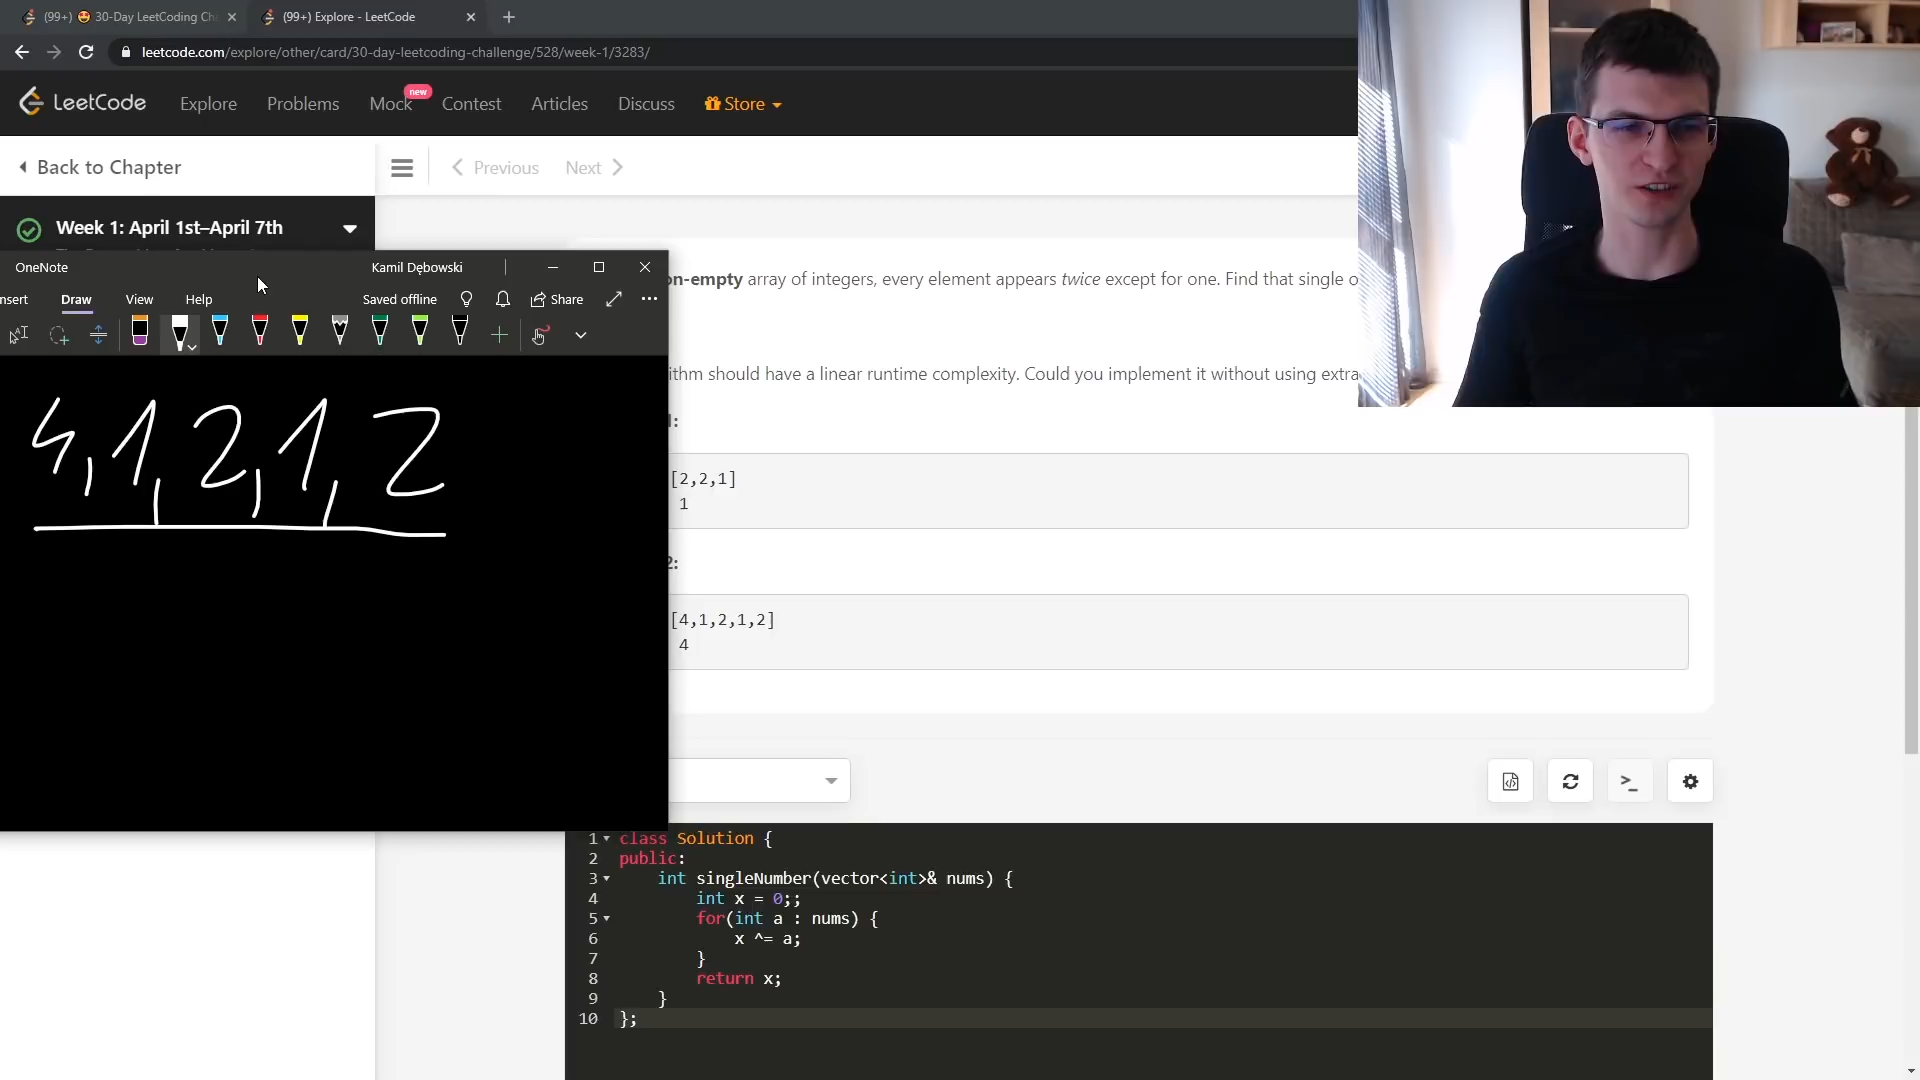 (99+) 😍 30-Day LeetCoding Cha
(99+) Explore - LeetCode
leetcode.com/explore/other/card/30-day-leetcoding-challenge/528/week-1/3283/
LeetCode Explore Problems Mock new Contest Articles Discuss Store
Back to Chapter
Previous Next
Week 1: April 1st–April 7th
OneNote Kamil Dębowski
nsert Draw View Help Saved offline Share
4, 1, 2, 1, 2
on-empty array of integers, every element appears twice except for one. Find that single o
ithm should have a linear runtime complexity. Could you implement it without using extra
1:
[2,2,1]
1
2:
[4,1,2,1,2]
4
1 class Solution {
2 public:
3 int singleNumber(vector<int>& nums) {
4 int x = 0;;
5 for(int a : nums) {
6 x ^= a;
7 }
8 return x;
9 }
10 };